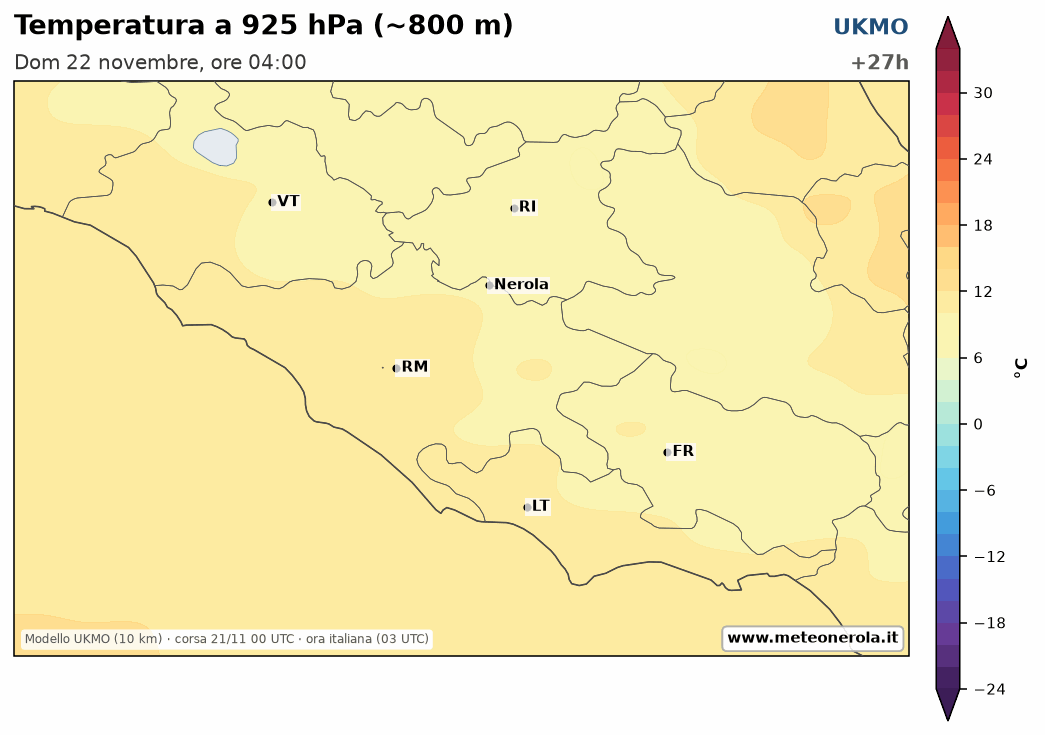 Temperatura a 925 hPa (~800 m)
UKMO
Dom 22 novembre, ore 04:00
+27h
VT
RI
Nerola
RM
FR
LT
Modello UKMO (10 km) · corsa 21/11 00 UTC · ora italiana (03 UTC)
www.meteonerola.it
30
24
18
12
6
0
−6
−12
−18
−24
°C